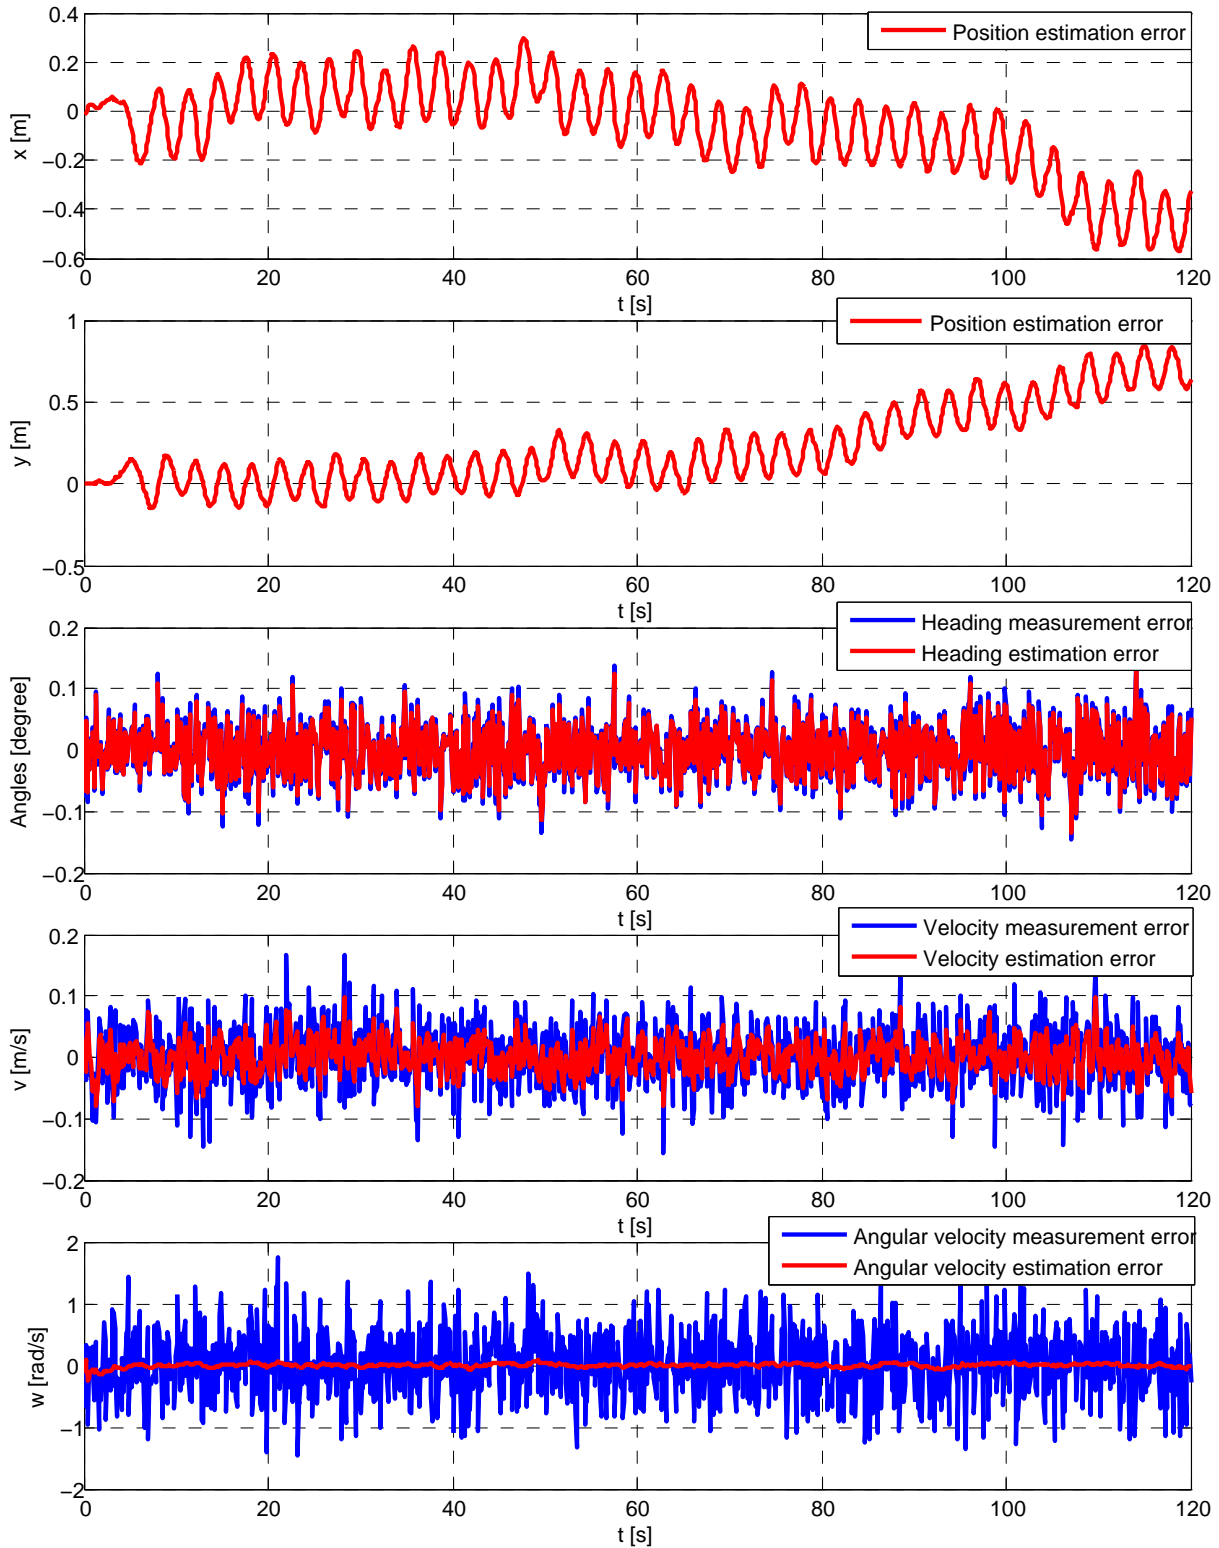 Position estimation error
0.4
0.2
0
−0.2
−0.4
−0.6
x [m]
0 20 40 60 80 100 120
t [s]
Position estimation error
1
0.5
0
−0.5
y [m]
0 20 40 60 80 100 120
t [s]
Heading measurement error
Heading estimation error
0.2
0.1
0
−0.1
−0.2
Angles [degree]
0 20 40 60 80 100 120
t [s]
Velocity measurement error
Velocity estimation error
0.2
0.1
0
−0.1
−0.2
v [m/s]
0 20 40 60 80 100 120
t [s]
Angular velocity measurement error
Angular velocity estimation error
2
1
0
−1
−2
w [rad/s]
0 20 40 60 80 100 120
t [s]